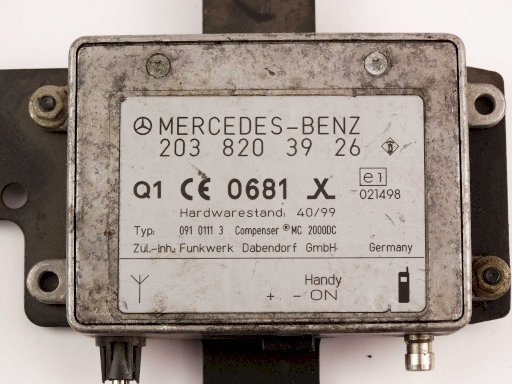 MERCEDES-BENZ
203 820 39 26
Q1 CE 0681 X e1
021498
Hardwarestand: 40/99
Typ: 091 0111 3 Compenser ® MC 2000DC
Zul.-Inh.: Funkwerk Dabendorf GmbH Germany
Handy
+ - ON